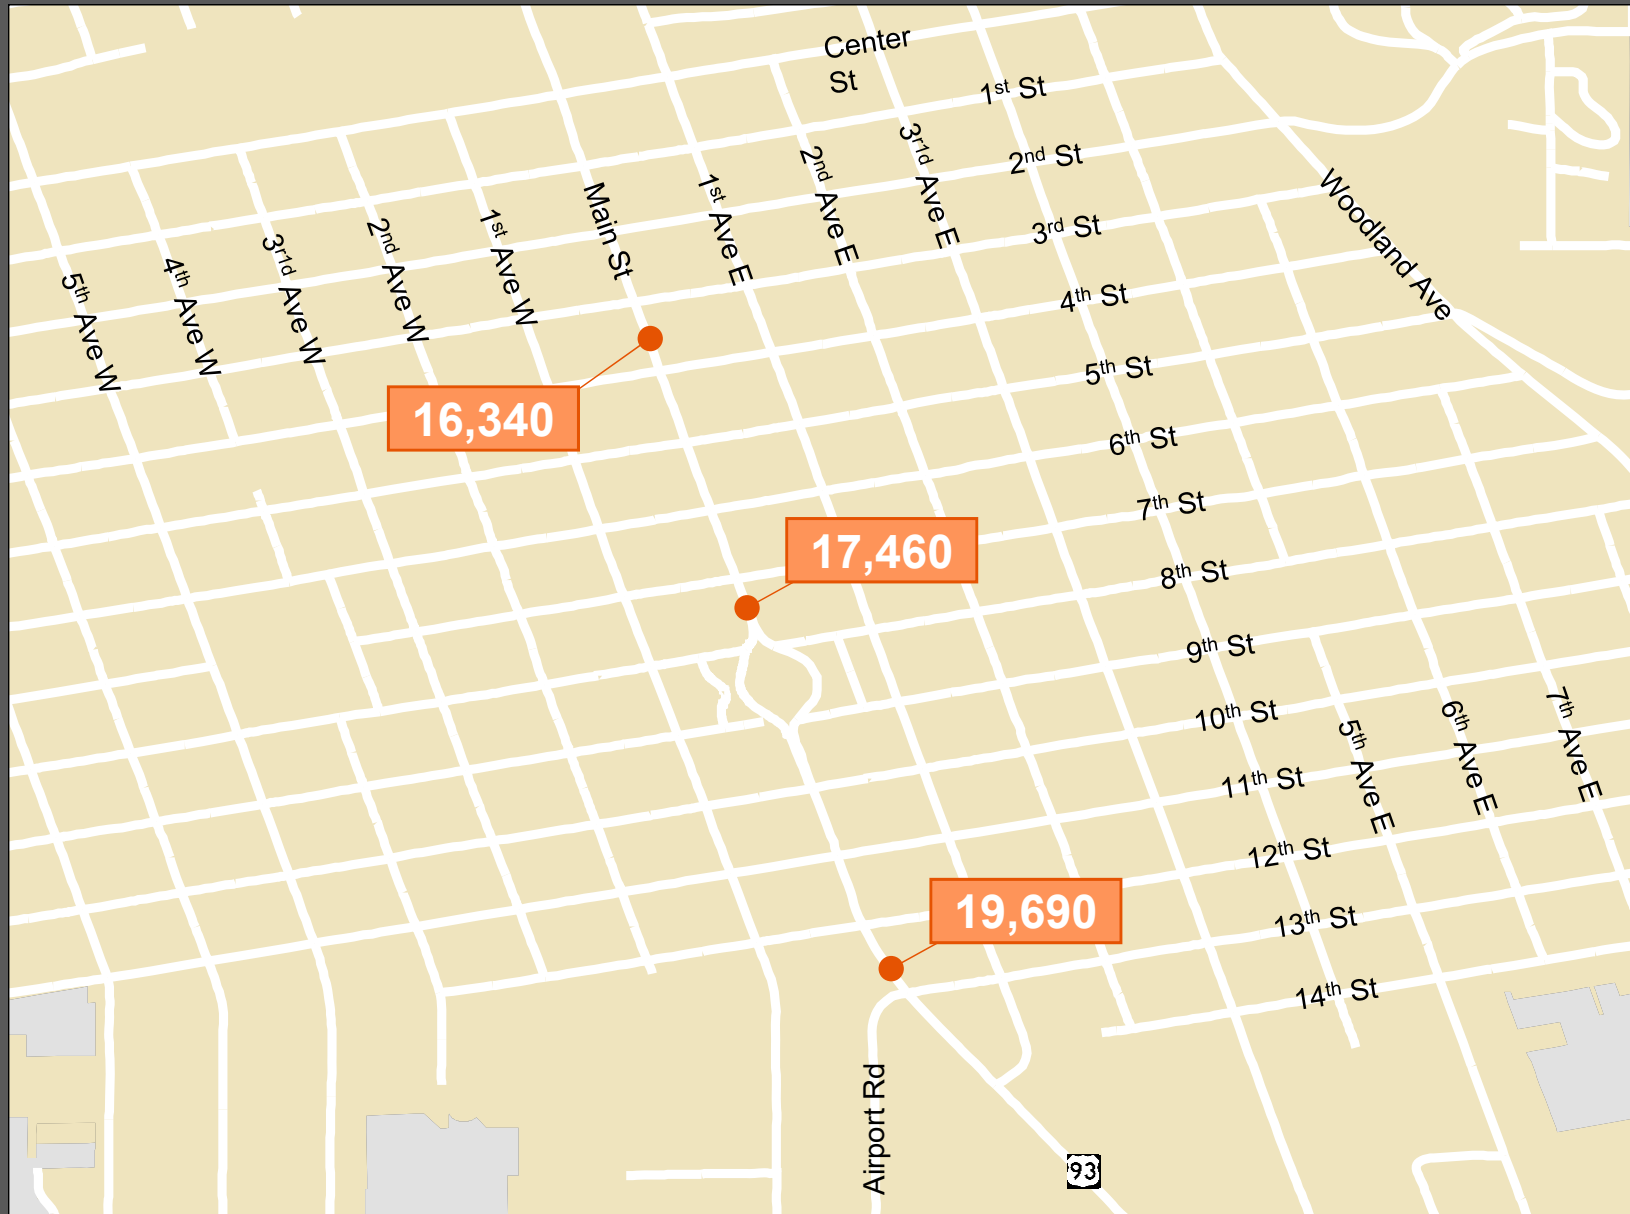 Center
St
1st St
2nd St
3rd St
4th St
5th St
6th St
7th St
8th St
9th St
10th St
11th St
12th St
13th St
14th St
5th Ave W
4th Ave W
3r1d Ave W
2nd Ave W
1st Ave W
Main St
1st Ave E
2nd Ave E
3r1d Ave E
Woodland Ave
5th Ave E
6th Ave E
7th Ave E
16,340
17,460
19,690
Airport Rd
93